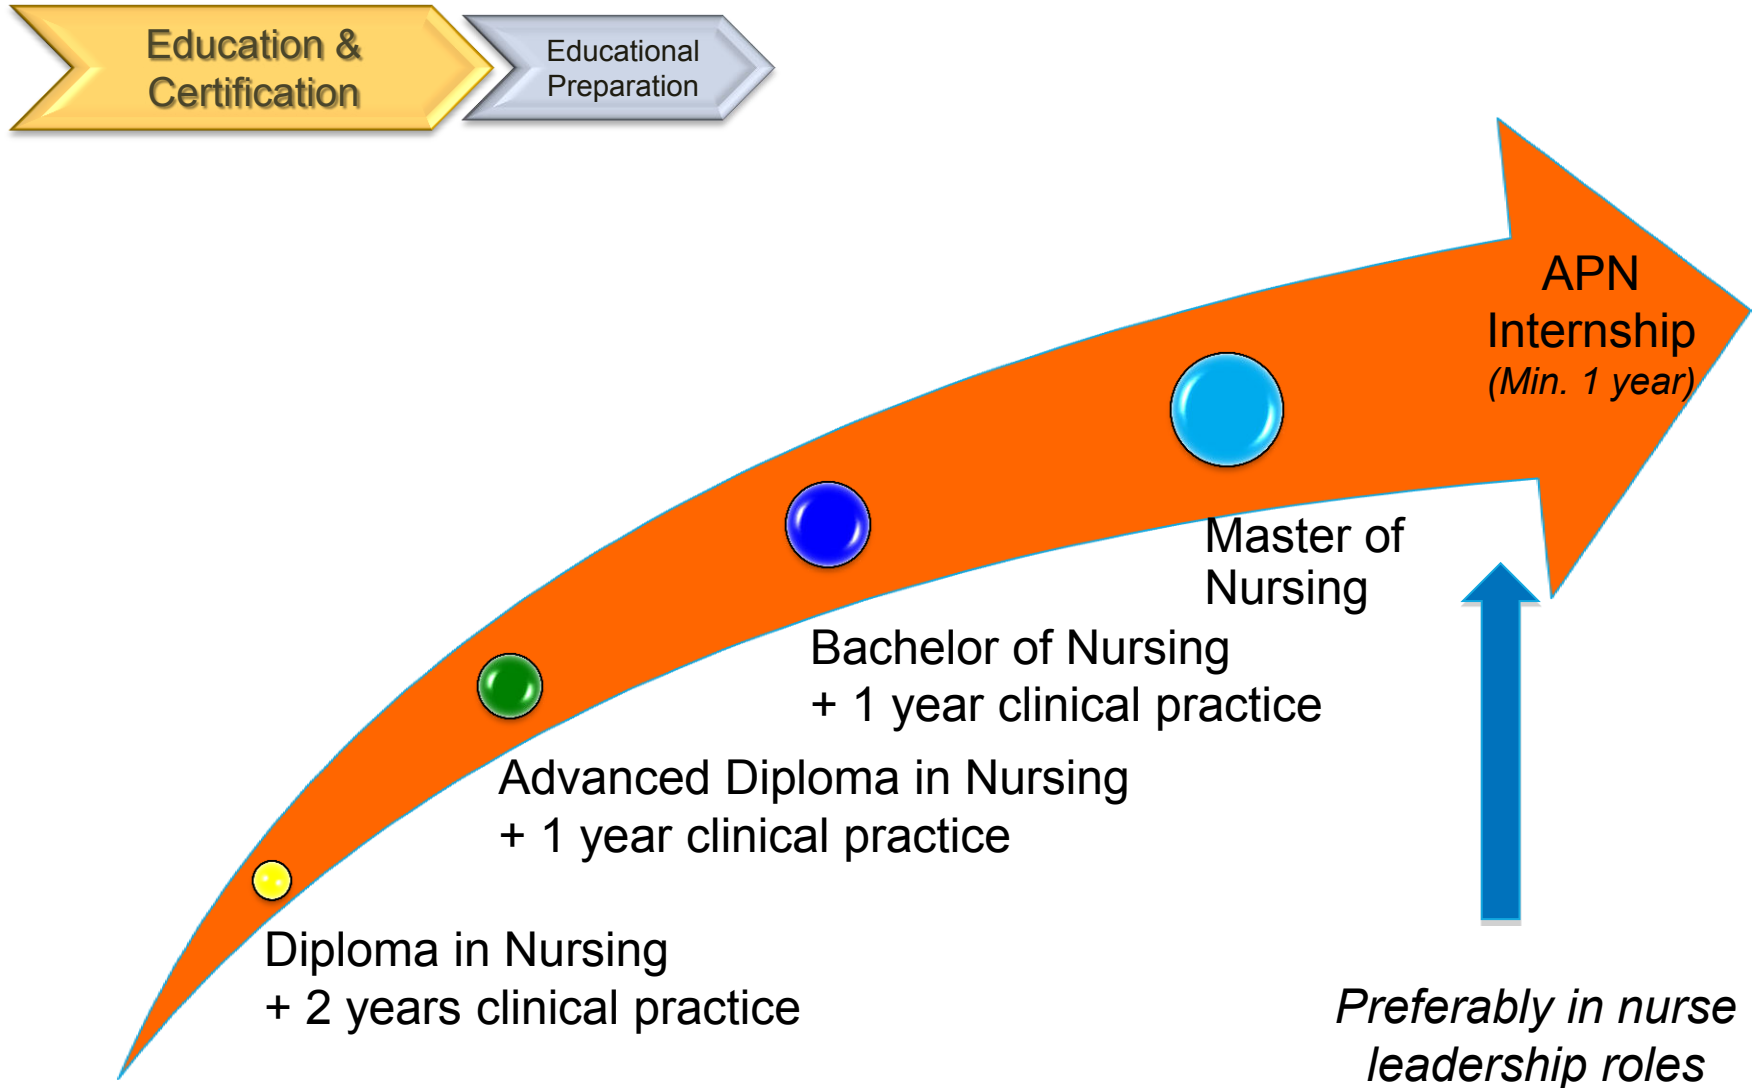 Education &
Certification
Educational
Preparation
APN
Internship
(Min. 1 year)
Master of
Nursing
Bachelor of Nursing
+ 1 year clinical practice
Advanced Diploma in Nursing
+ 1 year clinical practice
Diploma in Nursing
+ 2 years clinical practice
Preferably in nurse
leadership roles